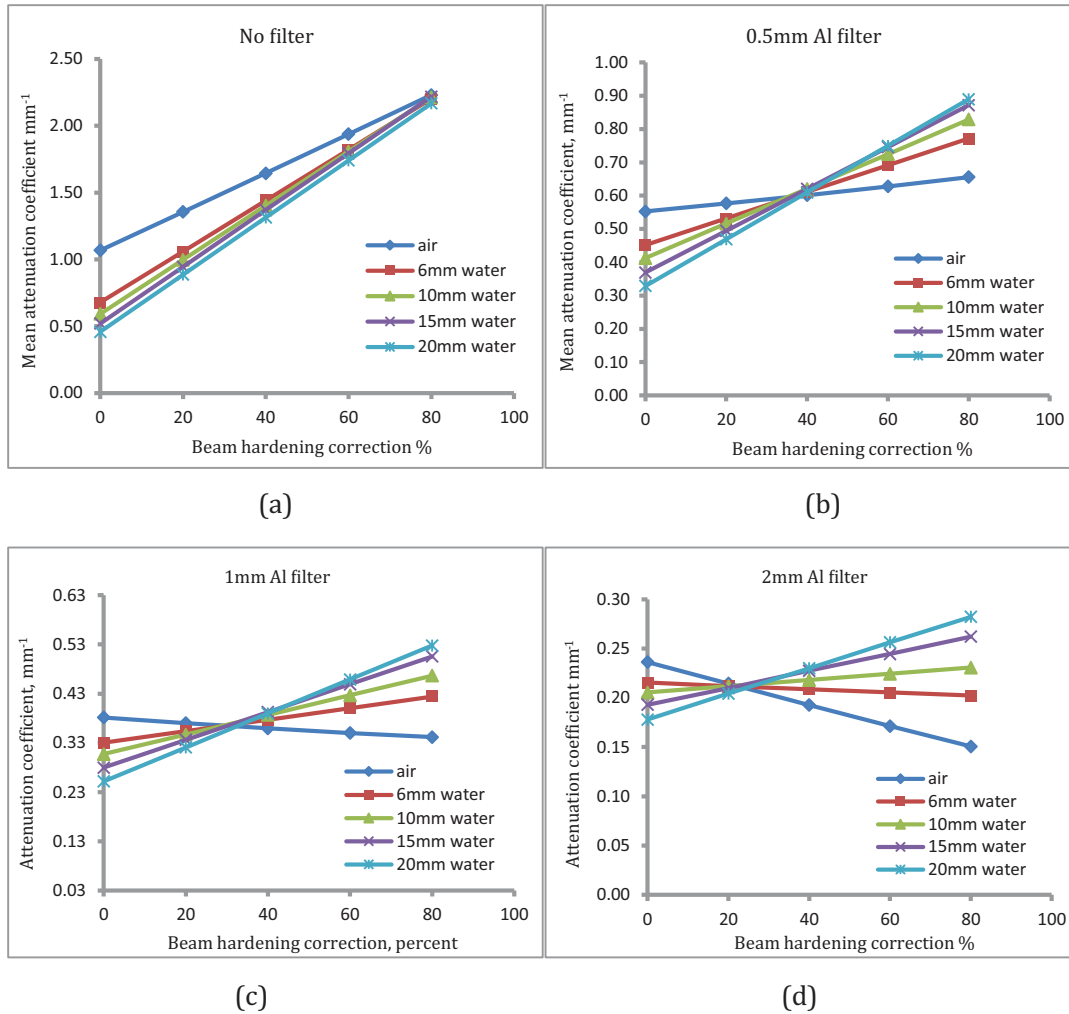 No filter
2.50
2.00
1.50
1.00
0.50
0.00
Mean attenuation coefficient mm-1
0 20 40 60 80 100
Beam hardening correction %
air
6mm water
10mm water
15mm water
20mm water
(a)
0.5mm Al filter
1.00
0.90
0.80
0.70
0.60
0.50
0.40
0.30
0.20
0.10
0.00
Mean attenuation coefficient, mm-1
0 20 40 60 80 100
Beam hardening correction %
air
6mm water
10mm water
15mm water
20mm water
(b)
1mm Al filter
0.63
0.53
0.43
0.33
0.23
0.13
0.03
Attenuation coefficient, mm-1
0 20 40 60 80 100
Beam hardening correction, percent
air
6mm water
10mm water
15mm water
20mm water
(c)
2mm Al filter
0.30
0.25
0.20
0.15
0.10
0.05
0.00
Attenuation coefficient mm-1
0 20 40 60 80 100
Beam hardening correction %
air
6mm water
10mm water
15mm water
20mm water
(d)